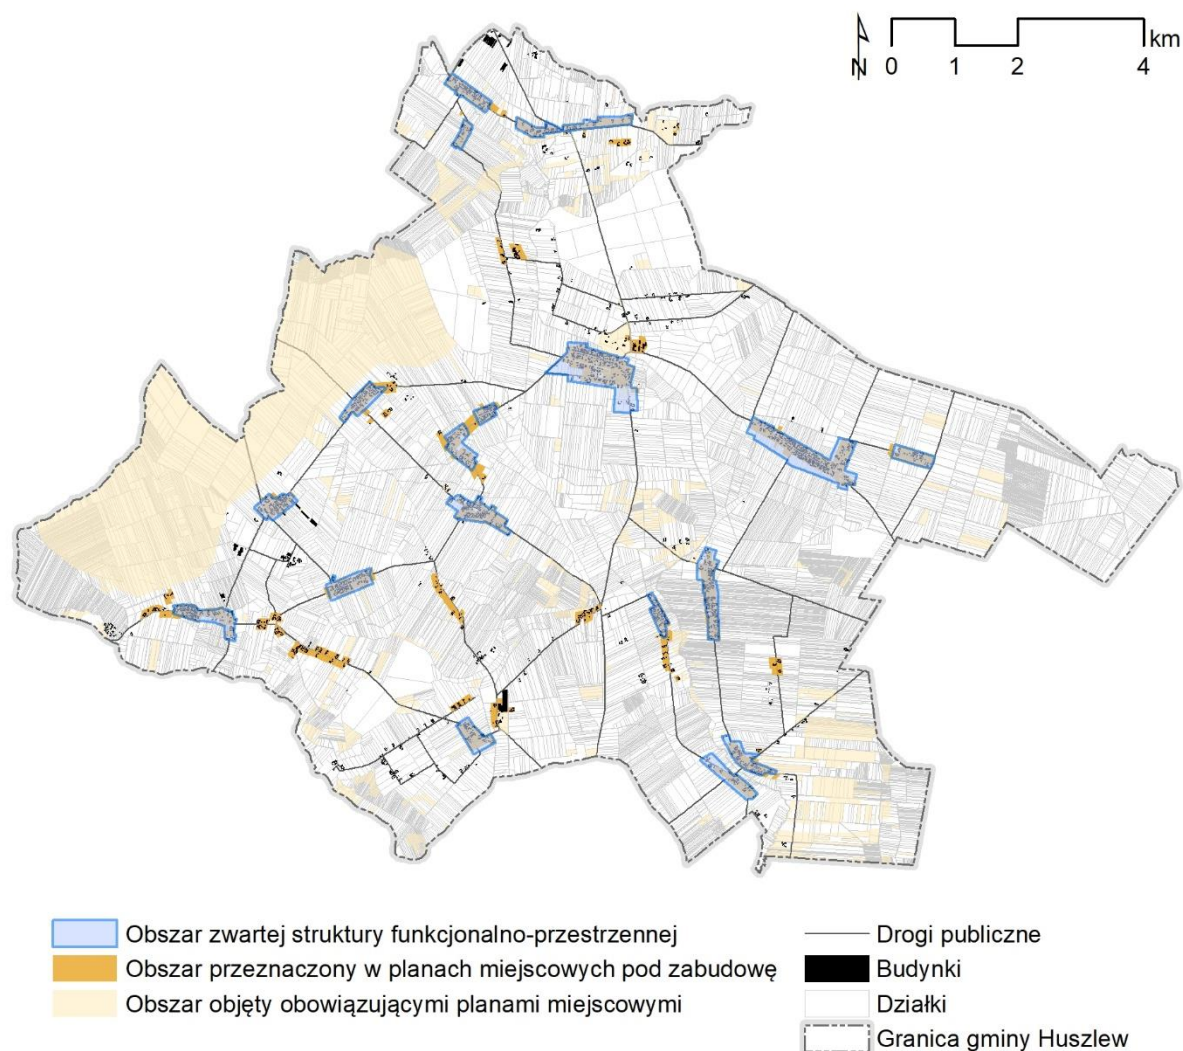 km
N
0 1 2 4
Obszar zwartej struktury funkcjonalno-przestrzennej
Obszar przeznaczony w planach miejscowych pod zabudowę
Obszar objęty obowiązującymi planami miejscowymi
Drogi publiczne
Budynki
Działki
Granica gminy Huszlew